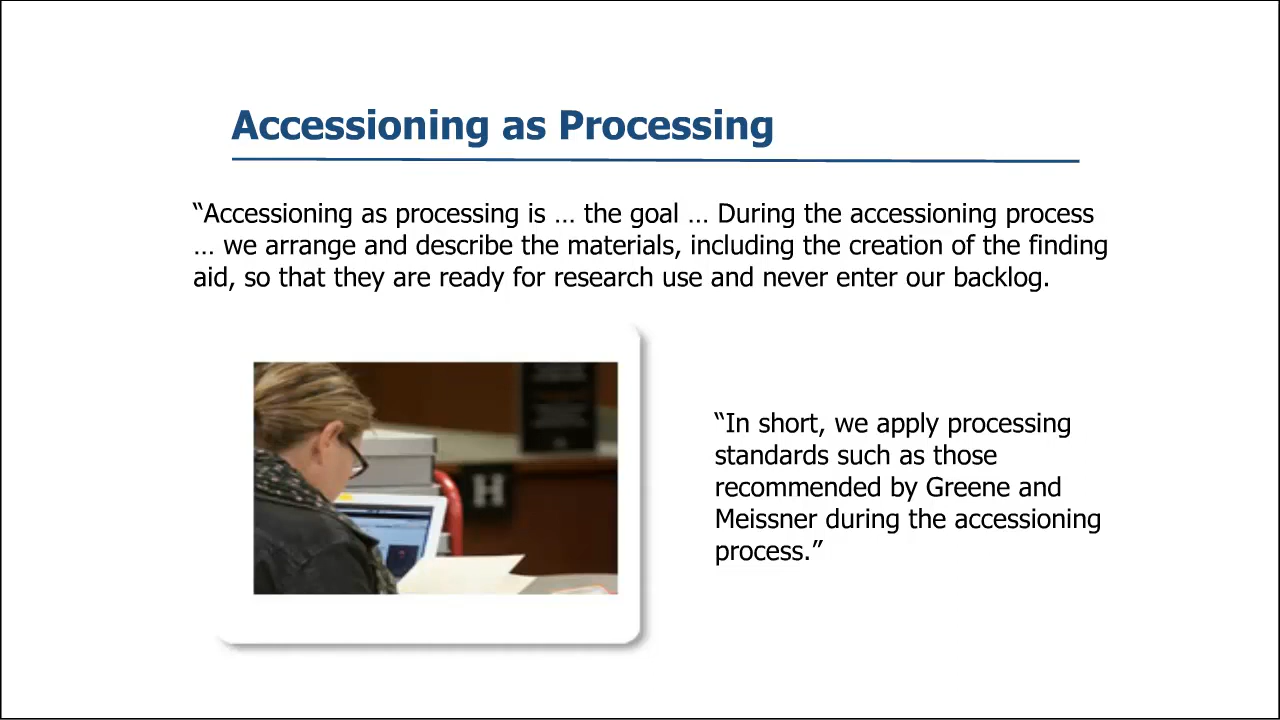 Accessioning as Processing
“Accessioning as processing is … the goal … During the accessioning process
… we arrange and describe the materials, including the creation of the finding
aid, so that they are ready for research use and never enter our backlog.
H
“In short, we apply processing
standards such as those
recommended by Greene and
Meissner during the accessioning
process.”